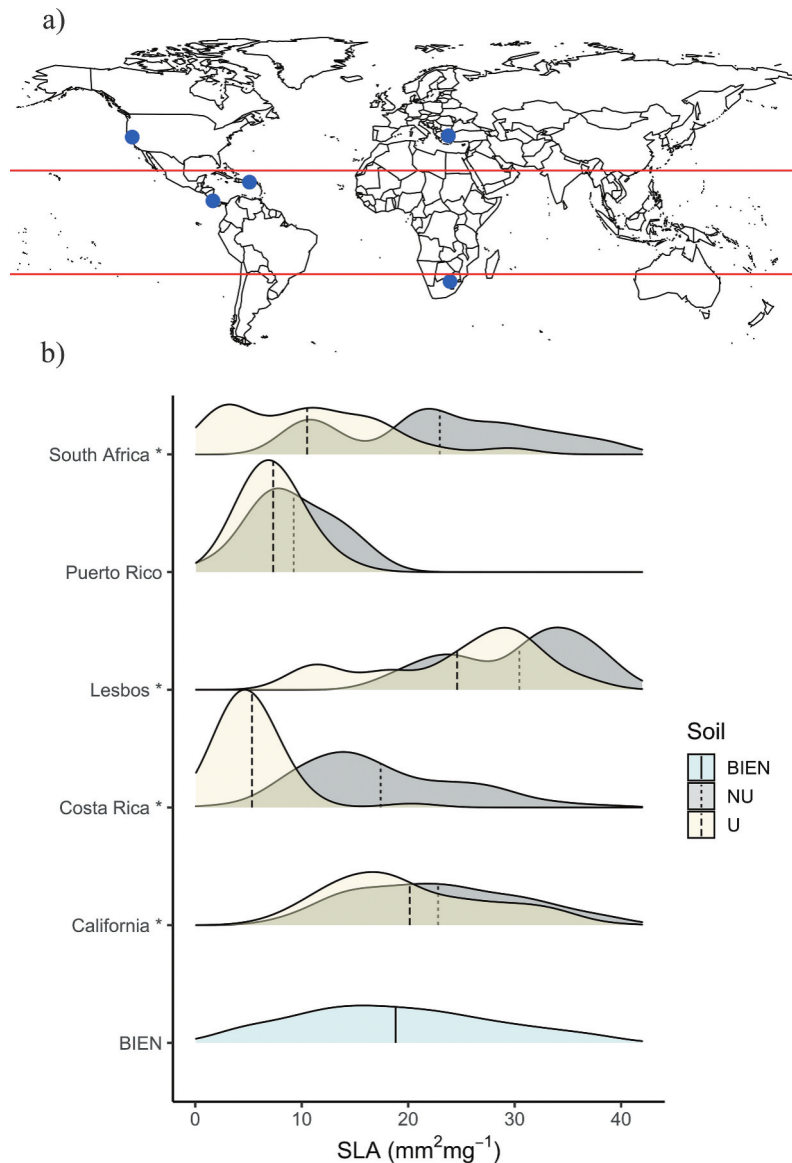 a)
b)
South Africa *
Puerto Rico
Lesbos *
Costa Rica *
California *
BIEN
Soil
BIEN
NU
U
0 10 20 30 40
SLA (mm²mg⁻¹)